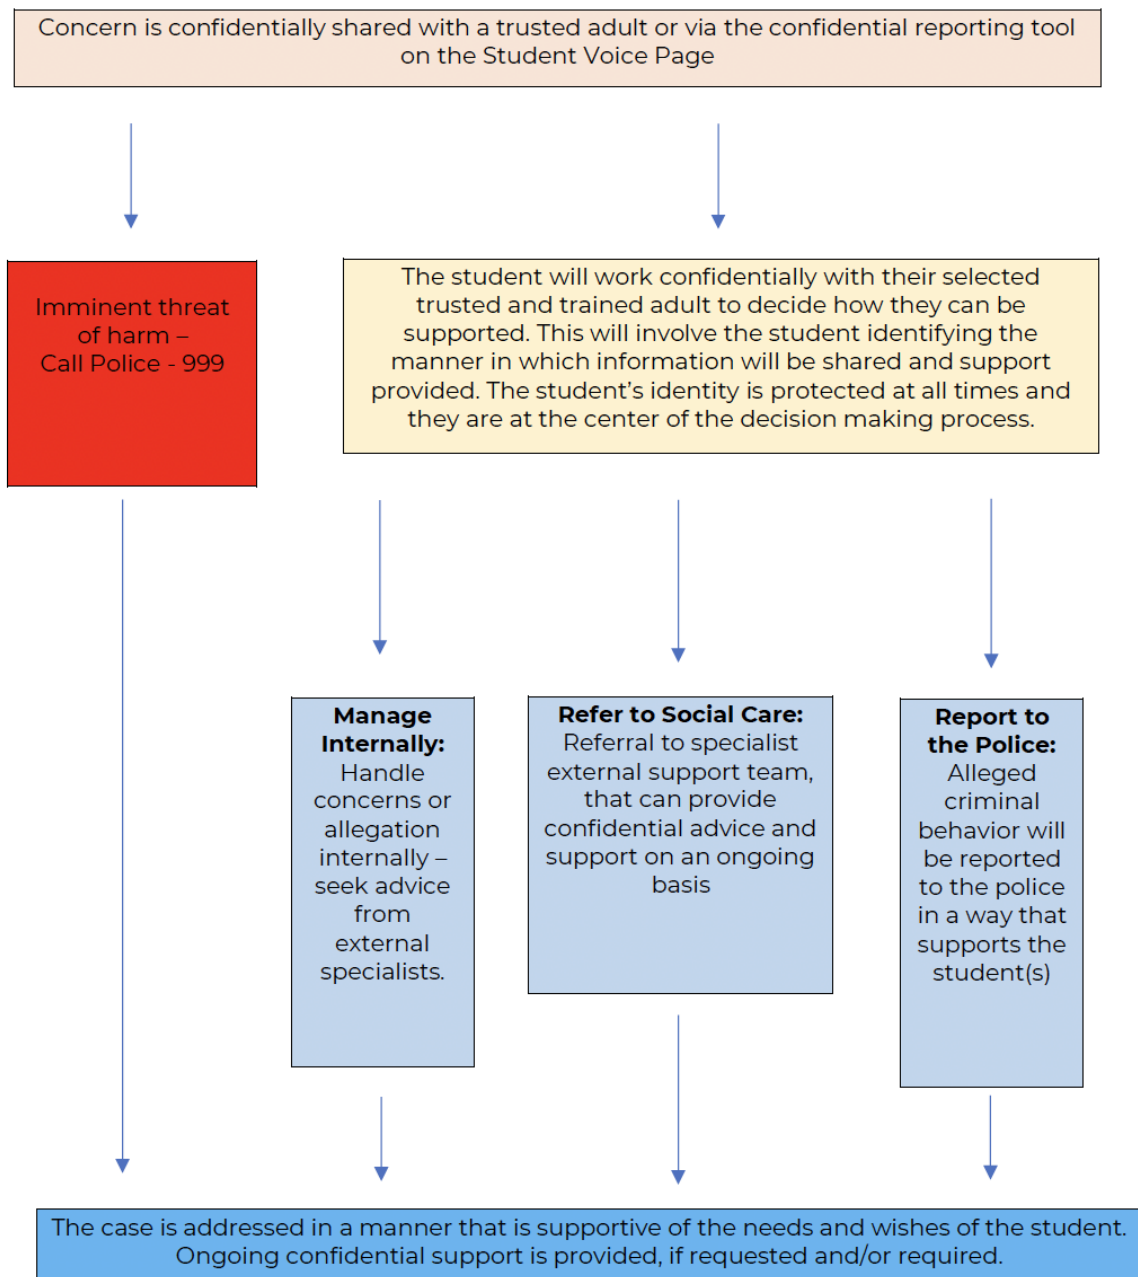 Concern is confidentially shared with a trusted adult or via the confidential reporting tool
on the Student Voice Page
Imminent threat
of harm –
Call Police - 999
The student will work confidentially with their selected
trusted and trained adult to decide how they can be
supported. This will involve the student identifying the
manner in which information will be shared and support
provided. The student's identity is protected at all times and
they are at the center of the decision making process.
Manage
Internally:
Handle
concerns or
allegation
internally –
seek advice
from
external
specialists.
Refer to Social Care:
Referral to specialist
external support team,
that can provide
confidential advice and
support on an ongoing
basis
Report to
the Police:
Alleged
criminal
behavior will
be reported
to the police
in a way that
supports the
student(s)
The case is addressed in a manner that is supportive of the needs and wishes of the student.
Ongoing confidential support is provided, if requested and/or required.